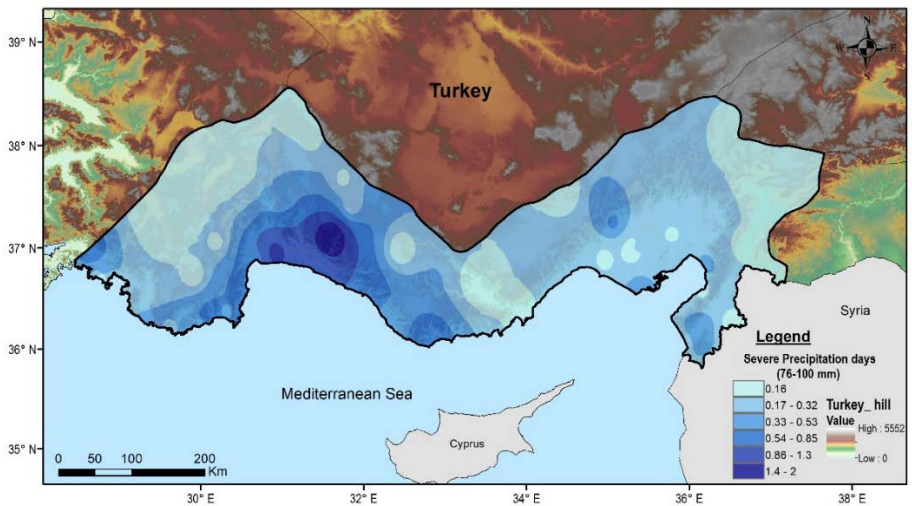 39° N
38° N
37° N
36° N
35° N
Turkey
N
W E
S
Syria
Mediterranean Sea
Cyprus
Legend
Severe Precipitation days
(76-100 mm)
0.16
0.17 - 0.32
0.33 - 0.53
0.54 - 0.85
0.86 - 1.3
1.4 - 2
Turkey_ hill
Value
High : 5552
Low : 0
0 50 100 200
Km
30° E 32° E 34° E 36° E 38° E